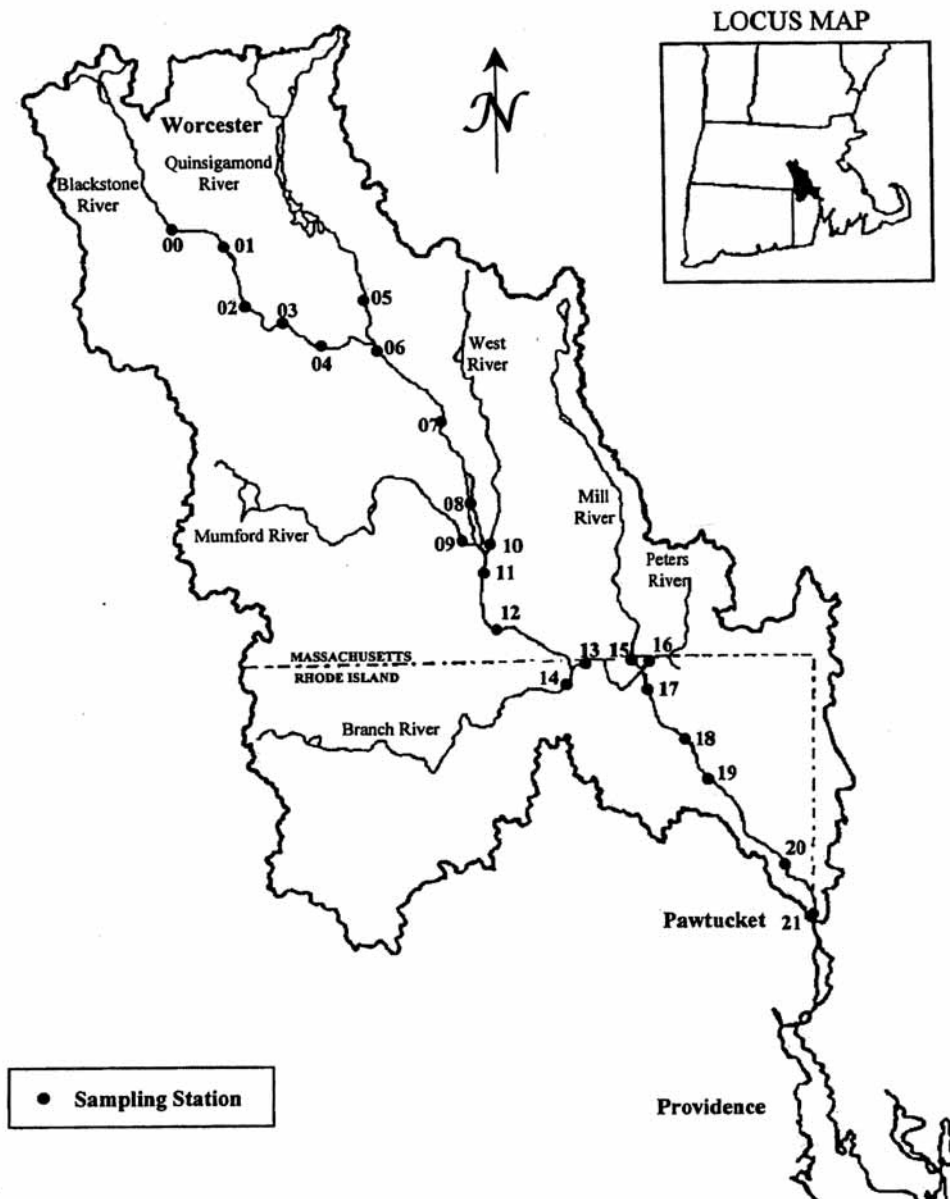 LOCUS MAP
N
Worcester
Quinsigamond
River
Blackstone
River
00
01
02
03
04
05
06
West
River
07
08
Mill
River
Mumford River
09
10
11
Peters
River
12
MASSACHUSETTS
RHODE ISLAND
13
14
15
16
17
Branch River
18
19
20
21
Pawtucket
Sampling Station
Providence